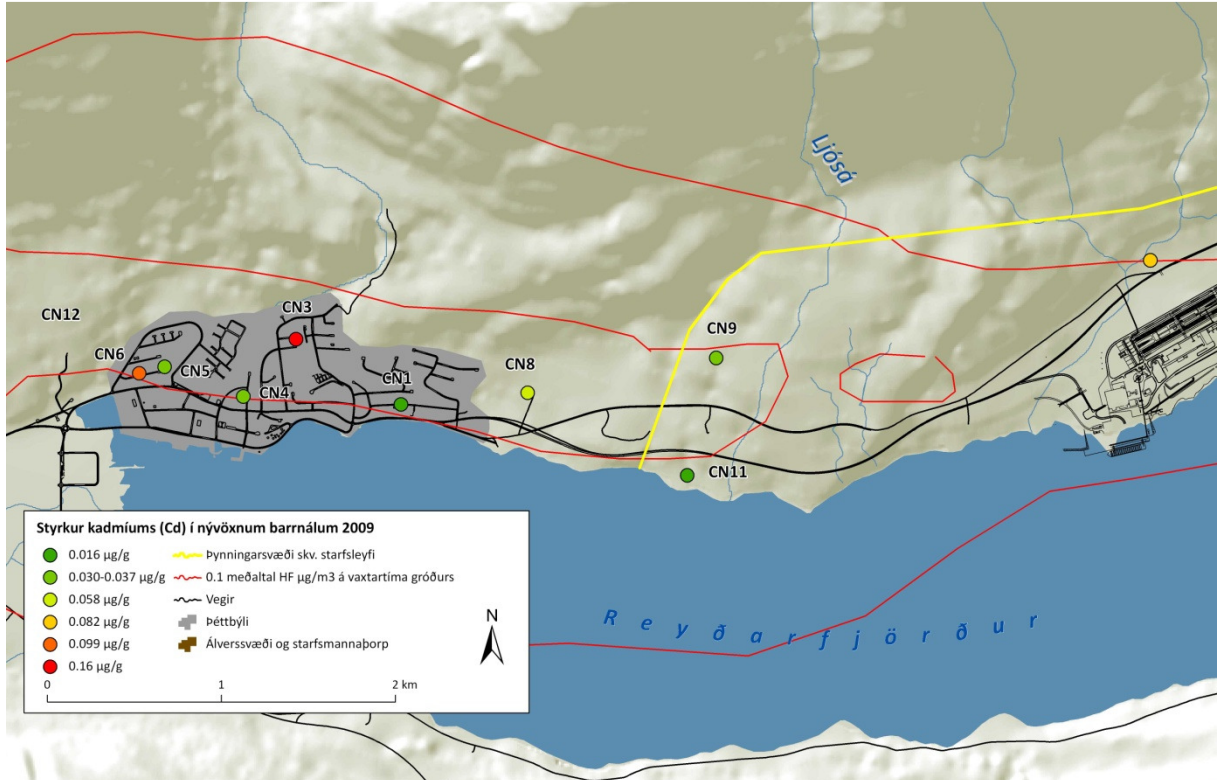 Ljósá
CN12
CN3
CN6
CN5
CN4
CN1
CN8
CN9
CN11
Styrkur kadmíums (Cd) í nývöxnum barrnálum 2009
0.016 µg/g
0.030-0.037 µg/g
0.058 µg/g
0.082 µg/g
0.099 µg/g
0.16 µg/g
Þynningarsvæði skv. starfsleyfi
0.1 meðaltal HF µg/m3 á vaxtartíma gróðurs
Vegir
Þéttbýli
Álverssvæði og starfsmannaþorp
N
0 1 2 km
Reyðarfjörður